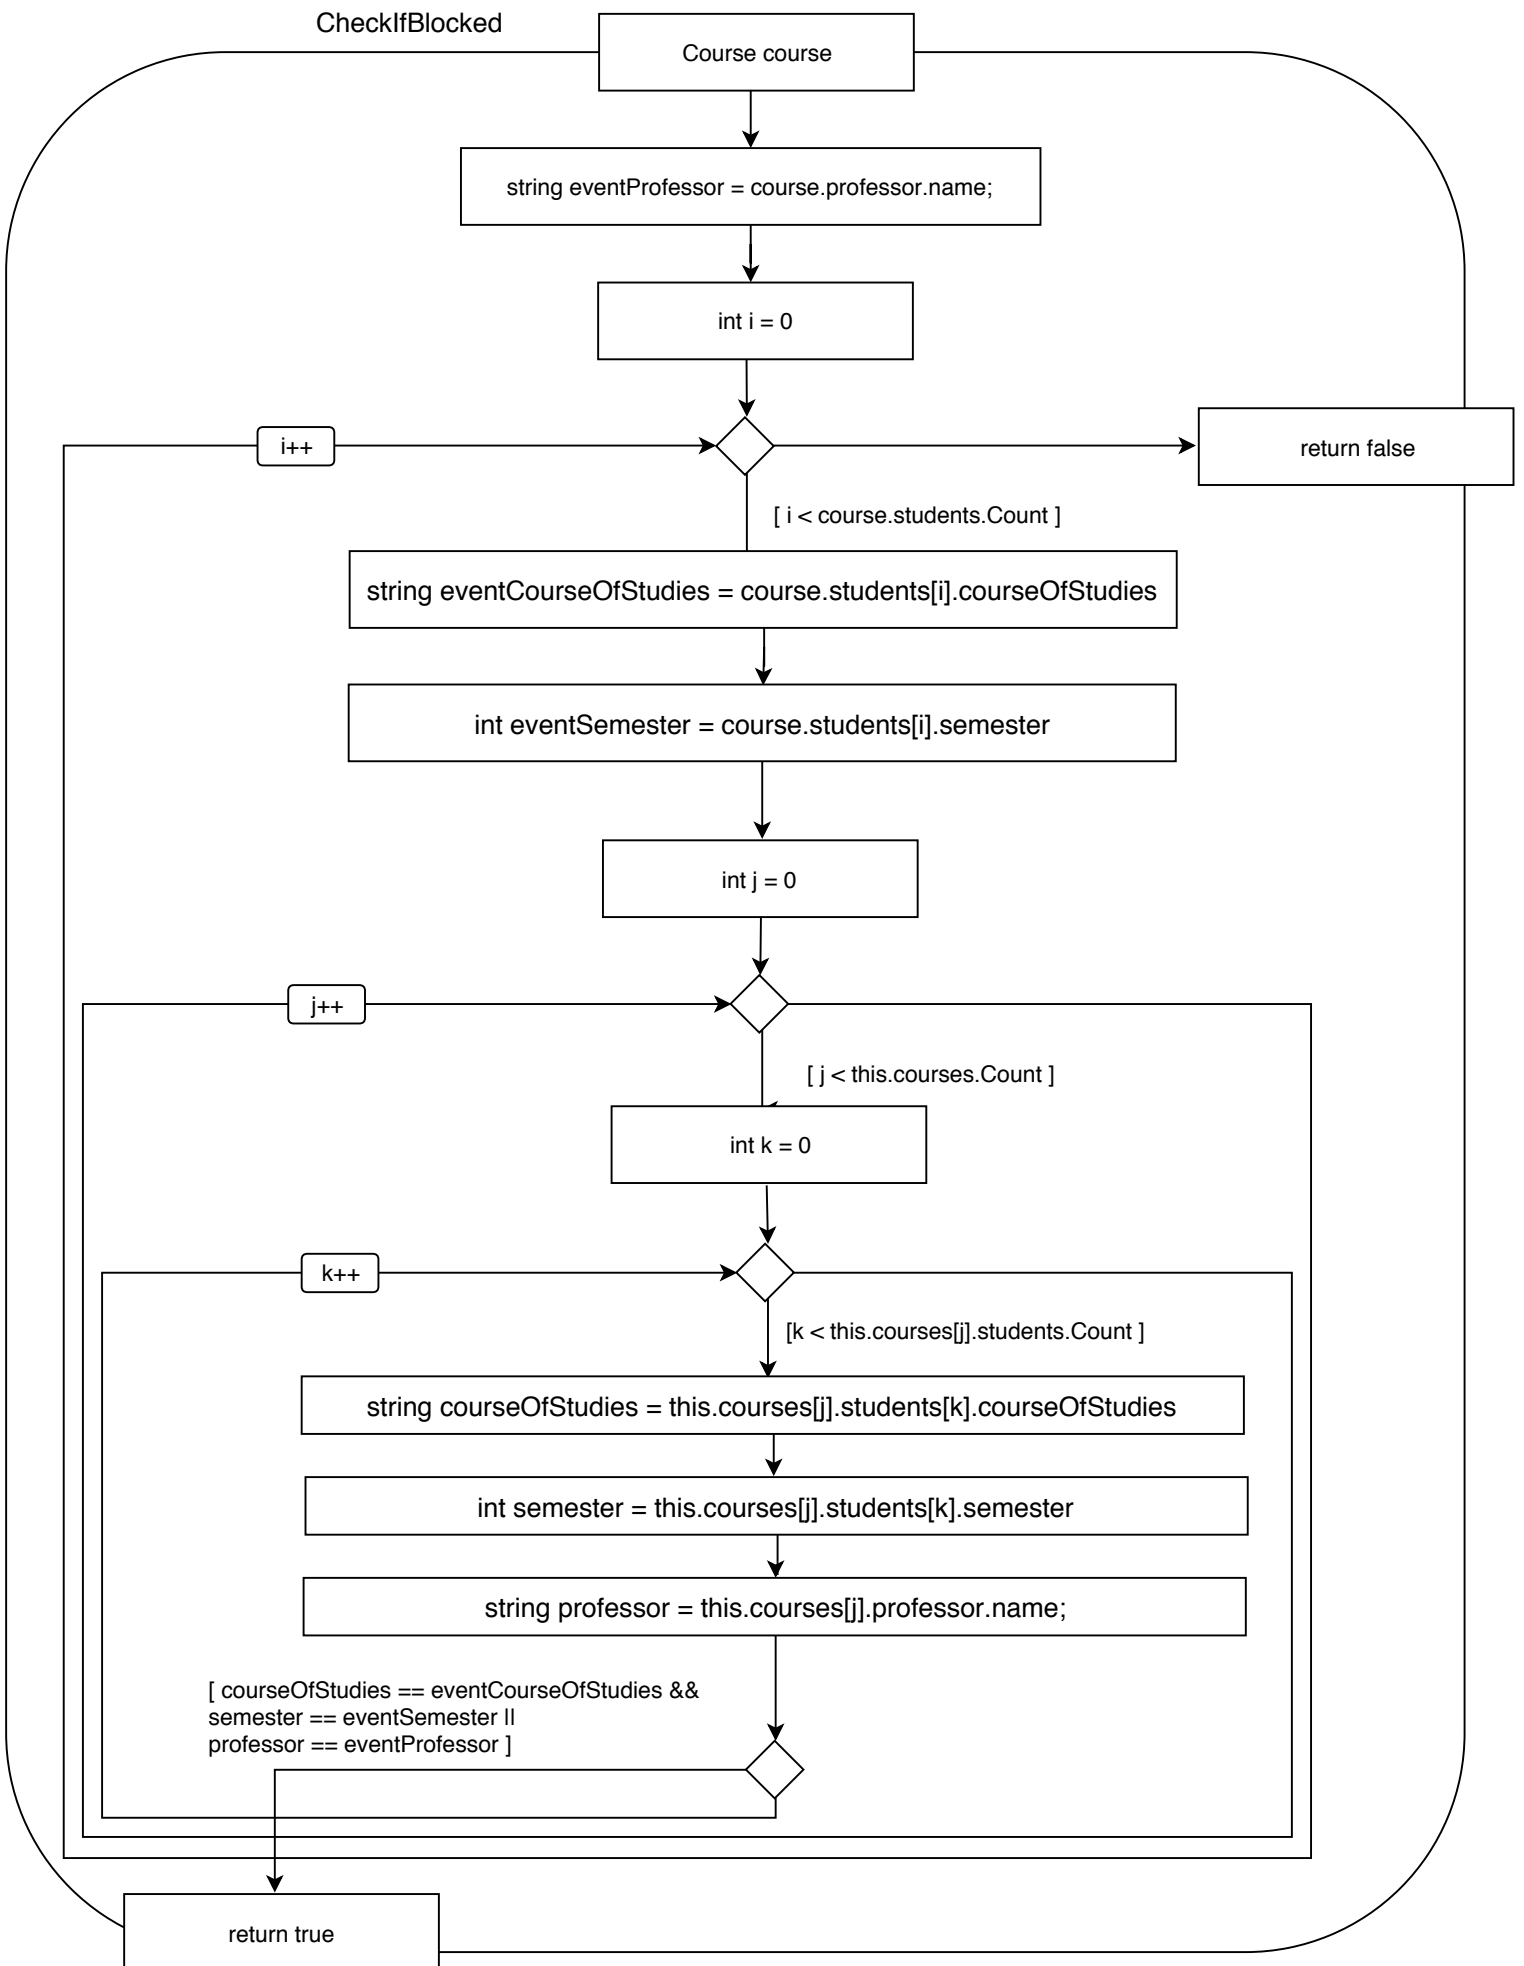 CheckIfBlocked
Course course
string eventProfessor = course.professor.name;
int i = 0
i++
return false
[ i < course.students.Count ]
string eventCourseOfStudies = course.students[i].courseOfStudies
int eventSemester = course.students[i].semester
int j = 0
j++
[ j < this.courses.Count ]
int k = 0
k++
[k < this.courses[j].students.Count ]
string courseOfStudies = this.courses[j].students[k].courseOfStudies
int semester = this.courses[j].students[k].semester
string professor = this.courses[j].professor.name;
[ courseOfStudies == eventCourseOfStudies &&
semester == eventSemester ||
professor == eventProfessor ]
return true